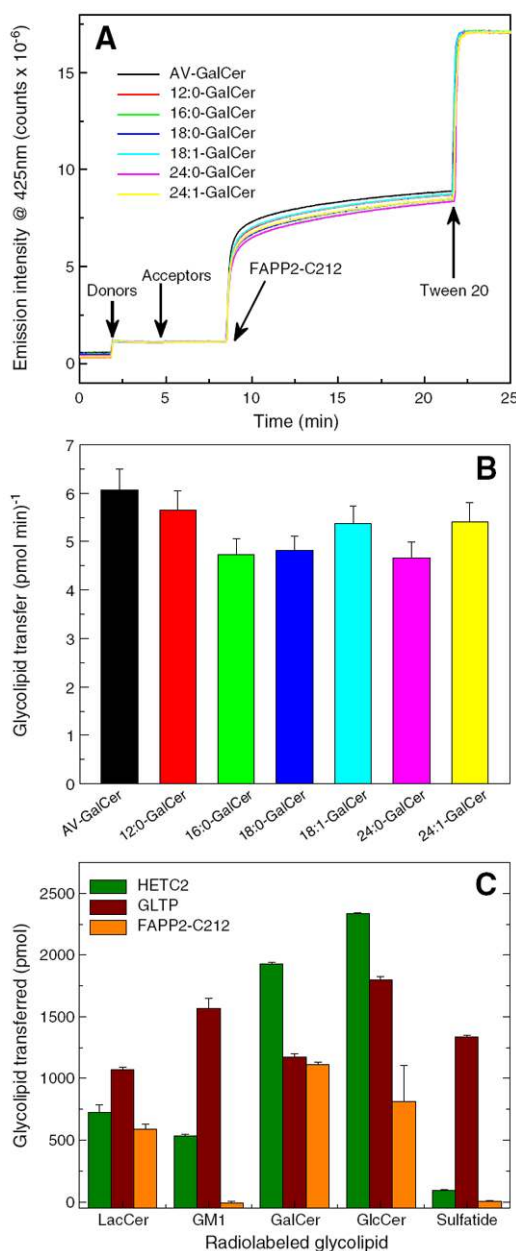 A
Emission intensity @ 425nm (counts x 10-6)
15
10
5
0
AV-GalCer
12:0-GalCer
16:0-GalCer
18:0-GalCer
18:1-GalCer
24:0-GalCer
24:1-GalCer
Donors
Acceptors
FAPP2-C212
Tween 20
0 5 10 15 20 25
Time (min)
B
Glycolipid transfer (pmol min)-1
7
6
5
4
3
2
1
0
AV-GalCer 12:0-GalCer 16:0-GalCer 18:0-GalCer 18:1-GalCer 24:0-GalCer 24:1-GalCer
C
HETC2
GLTP
FAPP2-C212
Glycolipid transferred (pmol)
2500
2000
1500
1000
500
0
LacCer GM1 GalCer GlcCer Sulfatide
Radiolabeled glycolipid